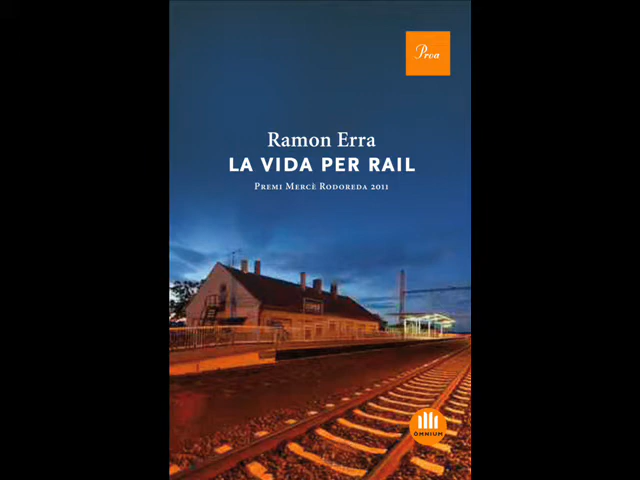 Proa
Ramon Erra
LA VIDA PER RAIL
PREMI MERCÈ RODOREDA 2011
ÒMNIUM